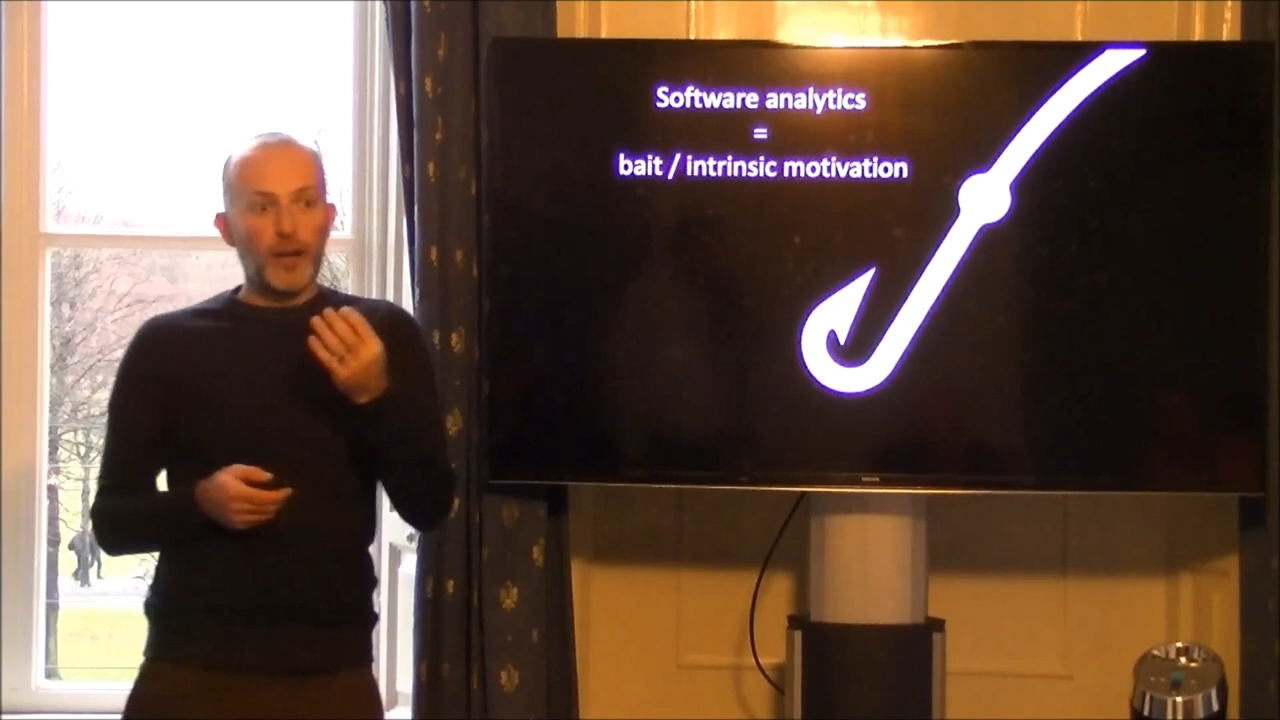 Software analytics
=
bait / intrinsic motivation